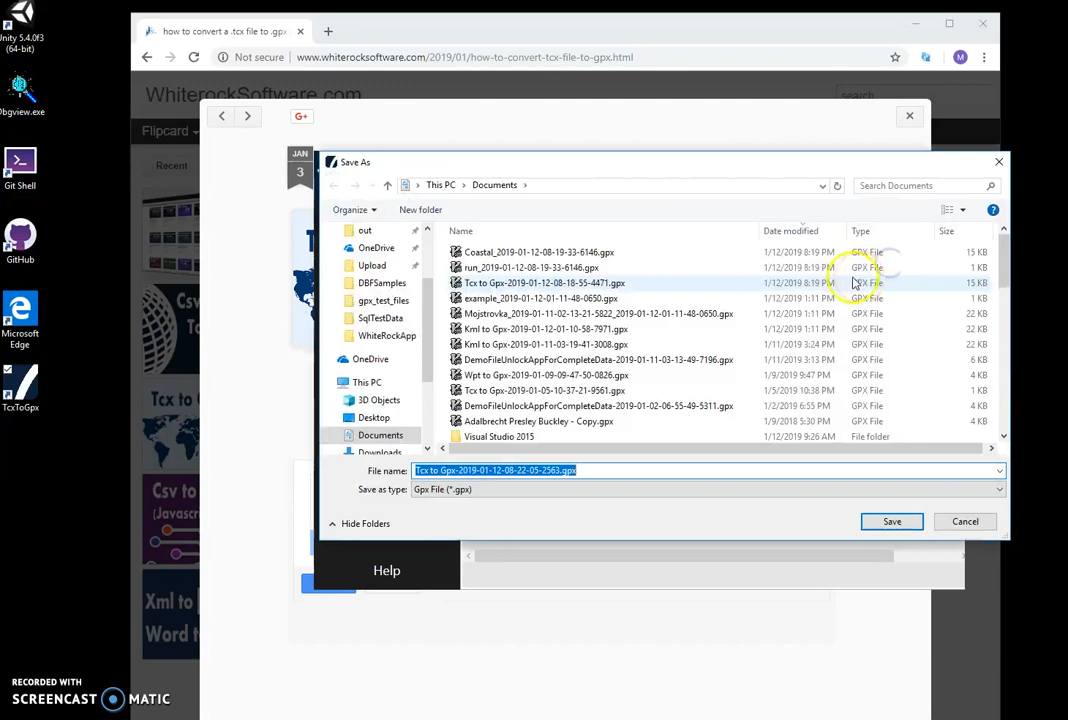 Unity 5.4.0f3
(64-bit)
Dbgview.exe
Git Shell
GitHub
Microsoft
Edge
TcxToGpx
how to convert a .tcx file to .gpx
Not secure
www.whiterocksoftware.com/2019/01/how-to-convert-tcx-file-to-gpx.html
M
WhiterockSoftware.com
search
Flipcard
Recent
G+
JAN
3
Save As
This PC > Documents >
Search Documents
Organize
New folder
out
OneDrive
Upload
DBFSamples
gpx_test_files
SqlTestData
WhiteRockApp
OneDrive
This PC
3D Objects
Desktop
Documents
Downloads
Name Date modified Type Size
Coastal_2019-01-12-08-19-33-6146.gpx 1/12/2019 8:19 PM GPX File 15 KB
run_2019-01-12-08-19-33-6146.gpx 1/12/2019 8:19 PM GPX File 1 KB
Tcx to Gpx-2019-01-12-08-18-55-4471.gpx 1/12/2019 8:19 PM GPX File 15 KB
example_2019-01-12-01-11-48-0650.gpx 1/12/2019 1:11 PM GPX File 1 KB
Mojstrovka_2019-01-11-02-13-21-5822_2019-01-12-01-11-48-0650.gpx 1/12/2019 1:11 PM GPX File 22 KB
Kml to Gpx-2019-01-12-01-10-58-7971.gpx 1/12/2019 1:11 PM GPX File 22 KB
Kml to Gpx-2019-01-11-03-19-41-3008.gpx 1/11/2019 3:24 PM GPX File 22 KB
DemoFileUnlockAppForCompleteData-2019-01-11-03-13-49-7196.gpx 1/11/2019 3:13 PM GPX File 6 KB
Wpt to Gpx-2019-01-09-09-47-50-0826.gpx 1/9/2019 9:47 PM GPX File 4 KB
Tcx to Gpx-2019-01-05-10-37-21-9561.gpx 1/5/2019 10:38 PM GPX File 1 KB
DemoFileUnlockAppForCompleteData-2019-01-02-06-55-49-5311.gpx 1/2/2019 6:55 PM GPX File 4 KB
Adalbrecht Presley Buckley - Copy.gpx 1/9/2018 5:30 PM GPX File 4 KB
Visual Studio 2015 1/12/2019 9:26 AM File folder
File name: Tcx to Gpx-2019-01-12-08-22-05-2563.gpx
Save as type: Gpx File (*.gpx)
Hide Folders
Save
Cancel
Help
Tcx to
Csv to
(Javasc
Xml to
Word to
RECORDED WITH
SCREENCAST MATIC